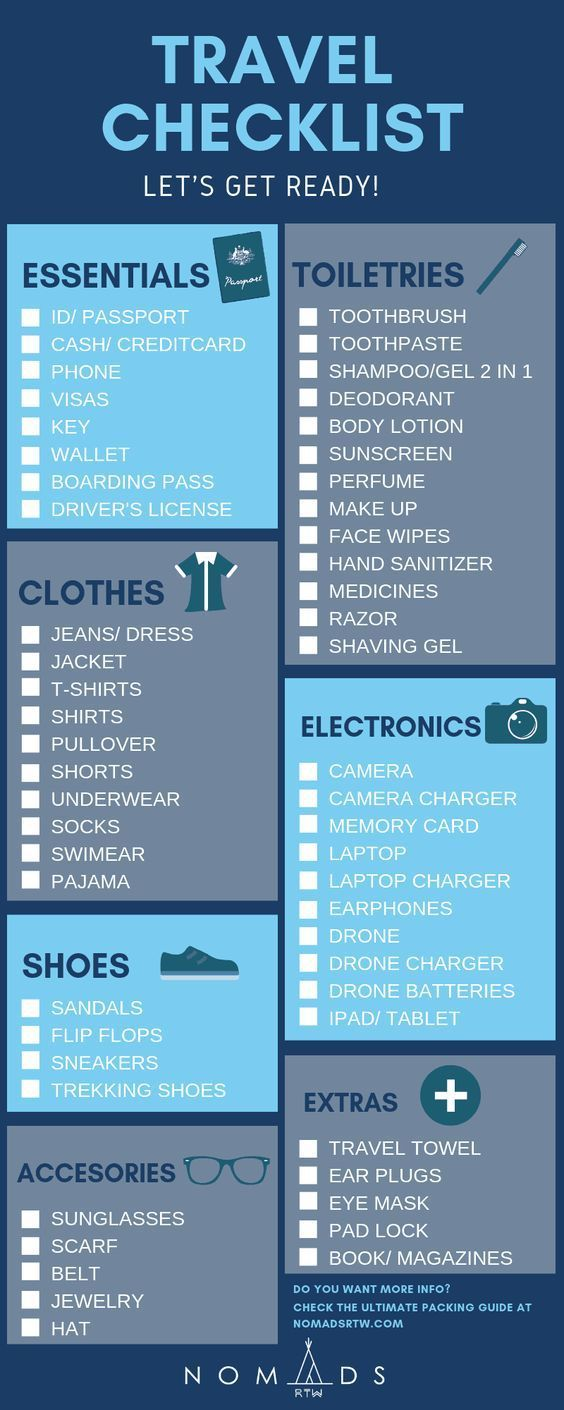 TRAVEL
CHECKLIST
LET'S GET READY!
ESSENTIALS
Passport
ID/ PASSPORT
CASH/ CREDITCARD
PHONE
VISAS
KEY
WALLET
BOARDING PASS
DRIVER'S LICENSE
CLOTHES
JEANS/ DRESS
JACKET
T-SHIRTS
SHIRTS
PULLOVER
SHORTS
UNDERWEAR
SOCKS
SWIMEAR
PAJAMA
SHOES
SANDALS
FLIP FLOPS
SNEAKERS
TREKKING SHOES
ACCESORIES
SUNGLASSES
SCARF
BELT
JEWELRY
HAT
TOILETRIES
TOOTHBRUSH
TOOTHPASTE
SHAMPOO/GEL 2 IN 1
DEODORANT
BODY LOTION
SUNSCREEN
PERFUME
MAKE UP
FACE WIPES
HAND SANITIZER
MEDICINES
RAZOR
SHAVING GEL
ELECTRONICS
CAMERA
CAMERA CHARGER
MEMORY CARD
LAPTOP
LAPTOP CHARGER
EARPHONES
DRONE
DRONE CHARGER
DRONE BATTERIES
IPAD/ TABLET
EXTRAS
TRAVEL TOWEL
EAR PLUGS
EYE MASK
PAD LOCK
BOOK/ MAGAZINES
DO YOU WANT MORE INFO?
CHECK THE ULTIMATE PACKING GUIDE AT
NOMADSRTW.COM
NOMADS
RTW